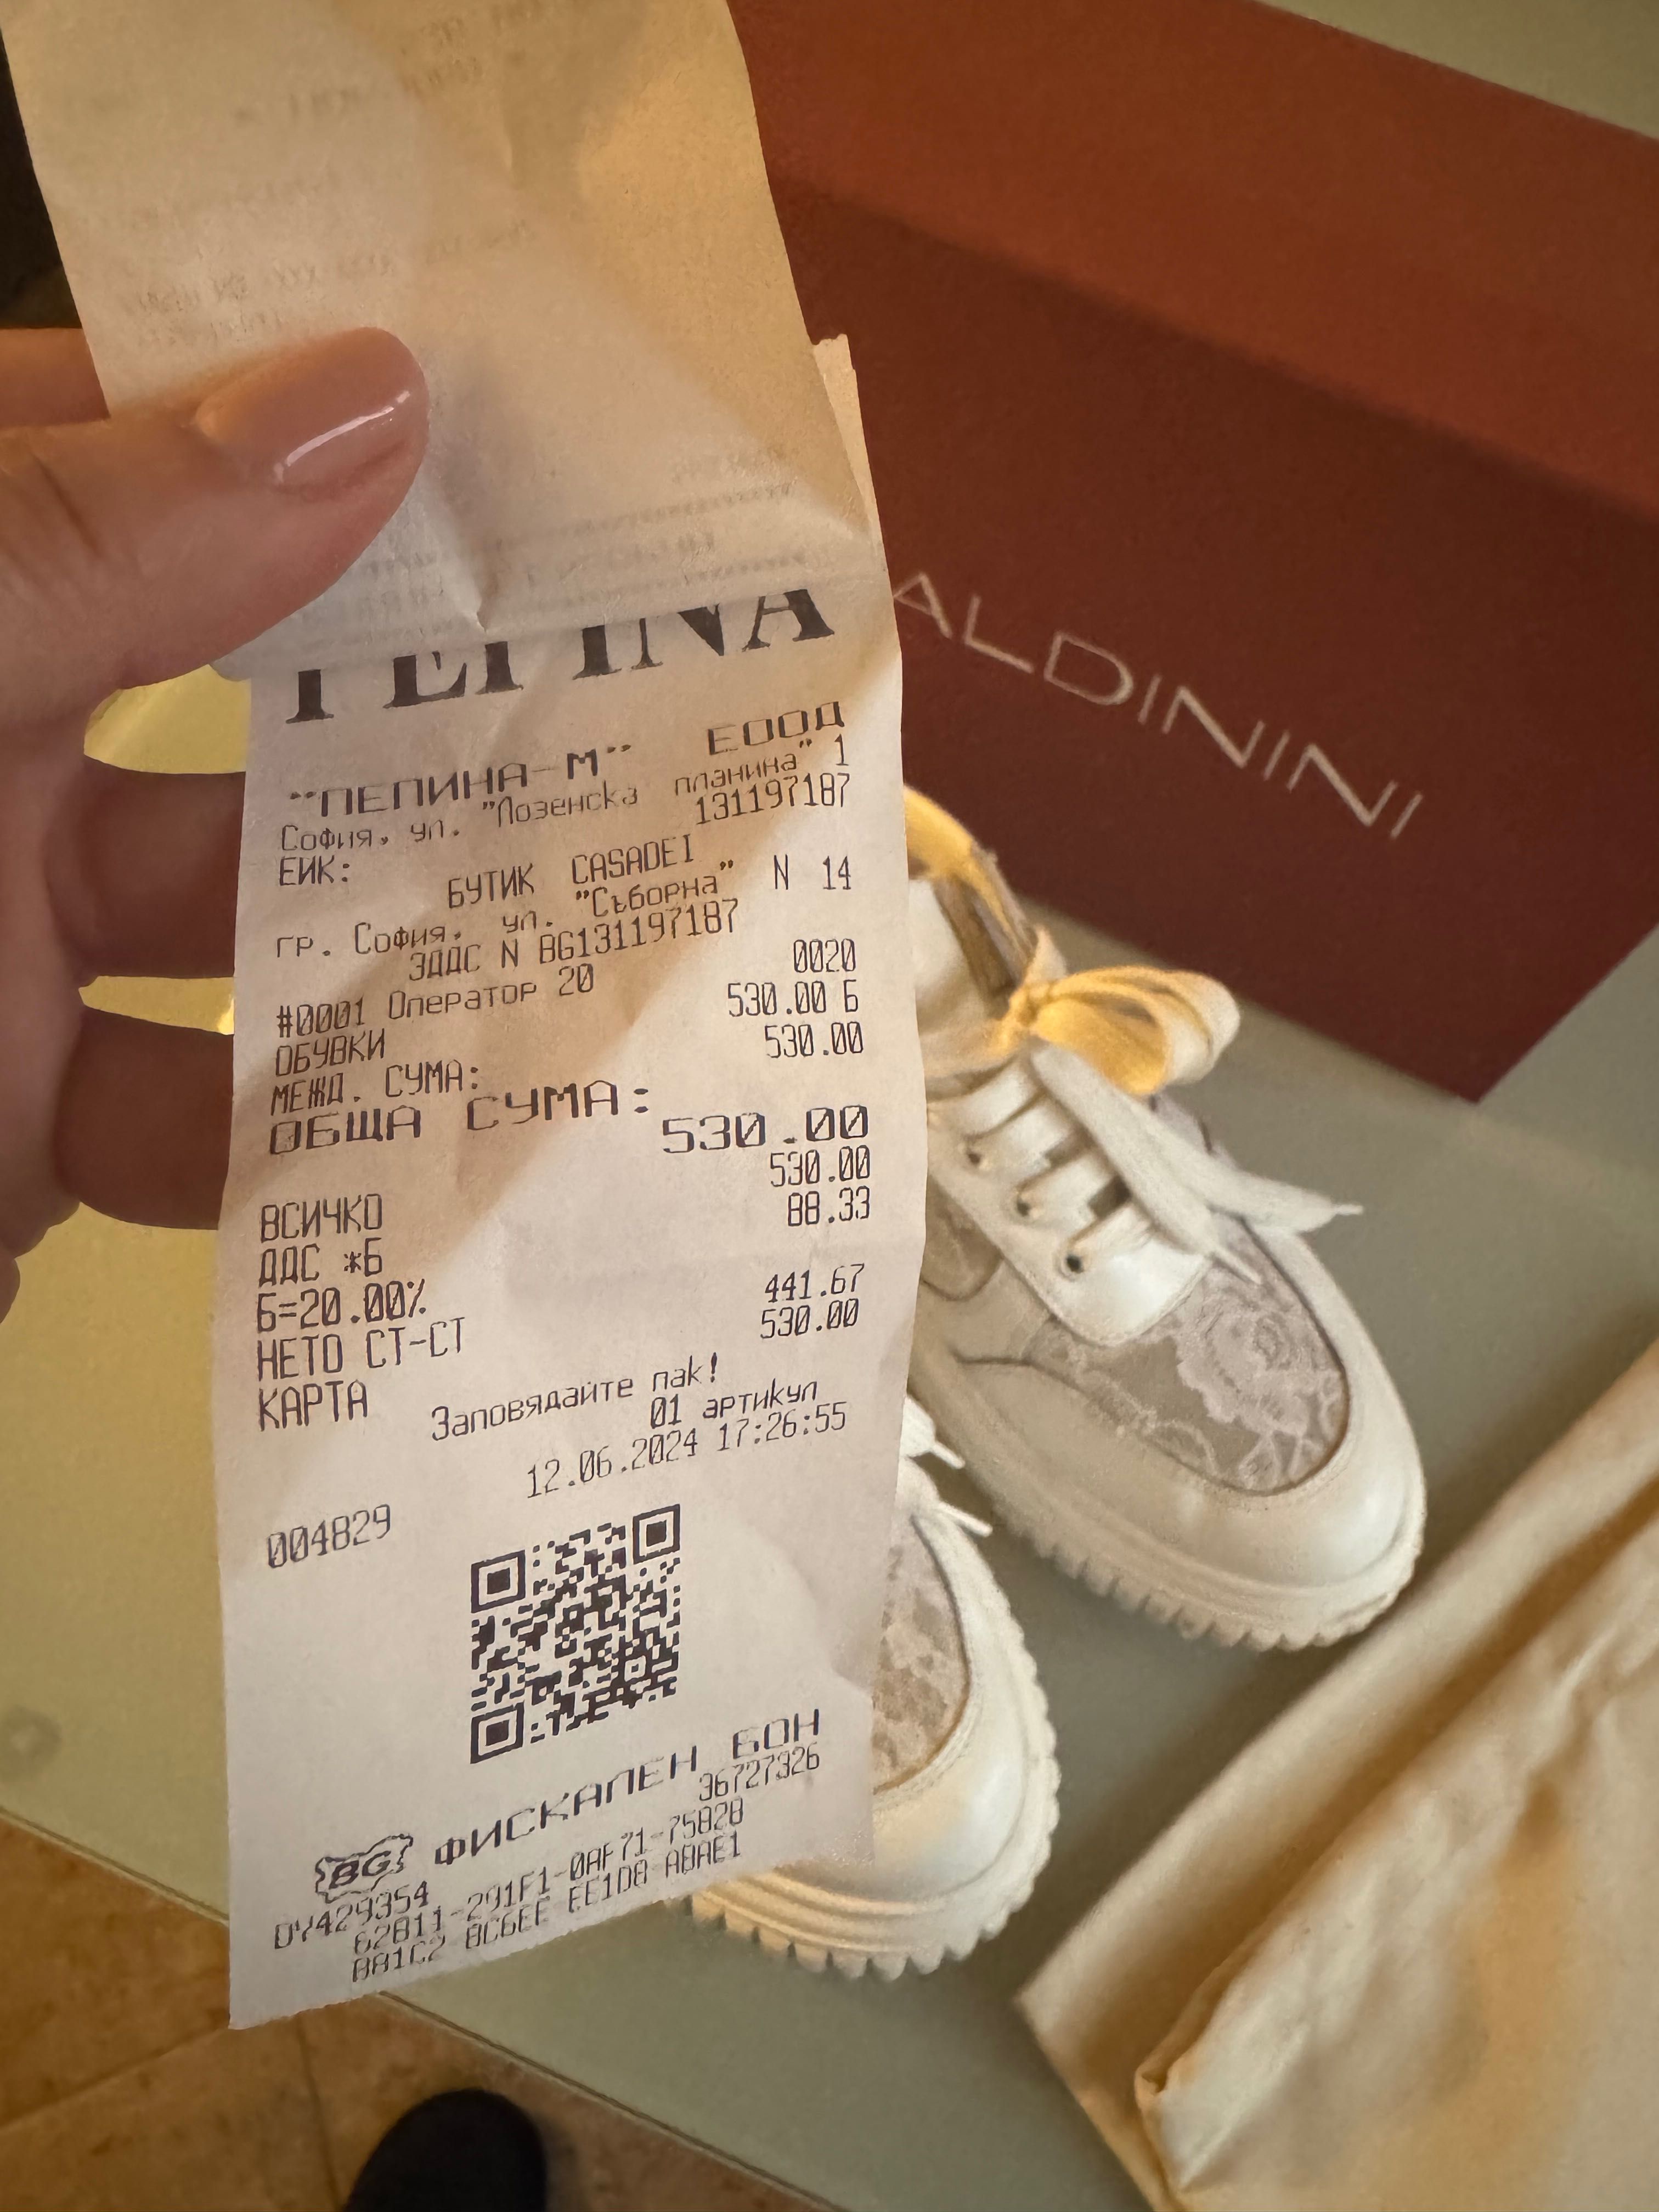 PEPINA
"ПЕПИНА-М" ЕООД
София, ул. "Лозенска планина" 1
ЕИК: 131197187
БУТИК CASADEI
гр. София, ул. "Съборна" N 14
ЗДДС N BG131197187
#0001 Оператор 20 0020
ОБУВКИ 530.00 Б
МЕЖД. СУМА: 530.00
ОБЩА СУМА: 530.00
ВСИЧКО 530.00
ДДС *Б 88.33
Б=20.00%
НЕТО СТ-СТ 441.67
КАРТА 530.00
Заповядайте пак!
01 артикул
004829 12.06.2024 17:26:55
BG ФИСКАЛЕН БОН
DY429354 36727326
62B11-291F1-0AF71-75828
ALDININI